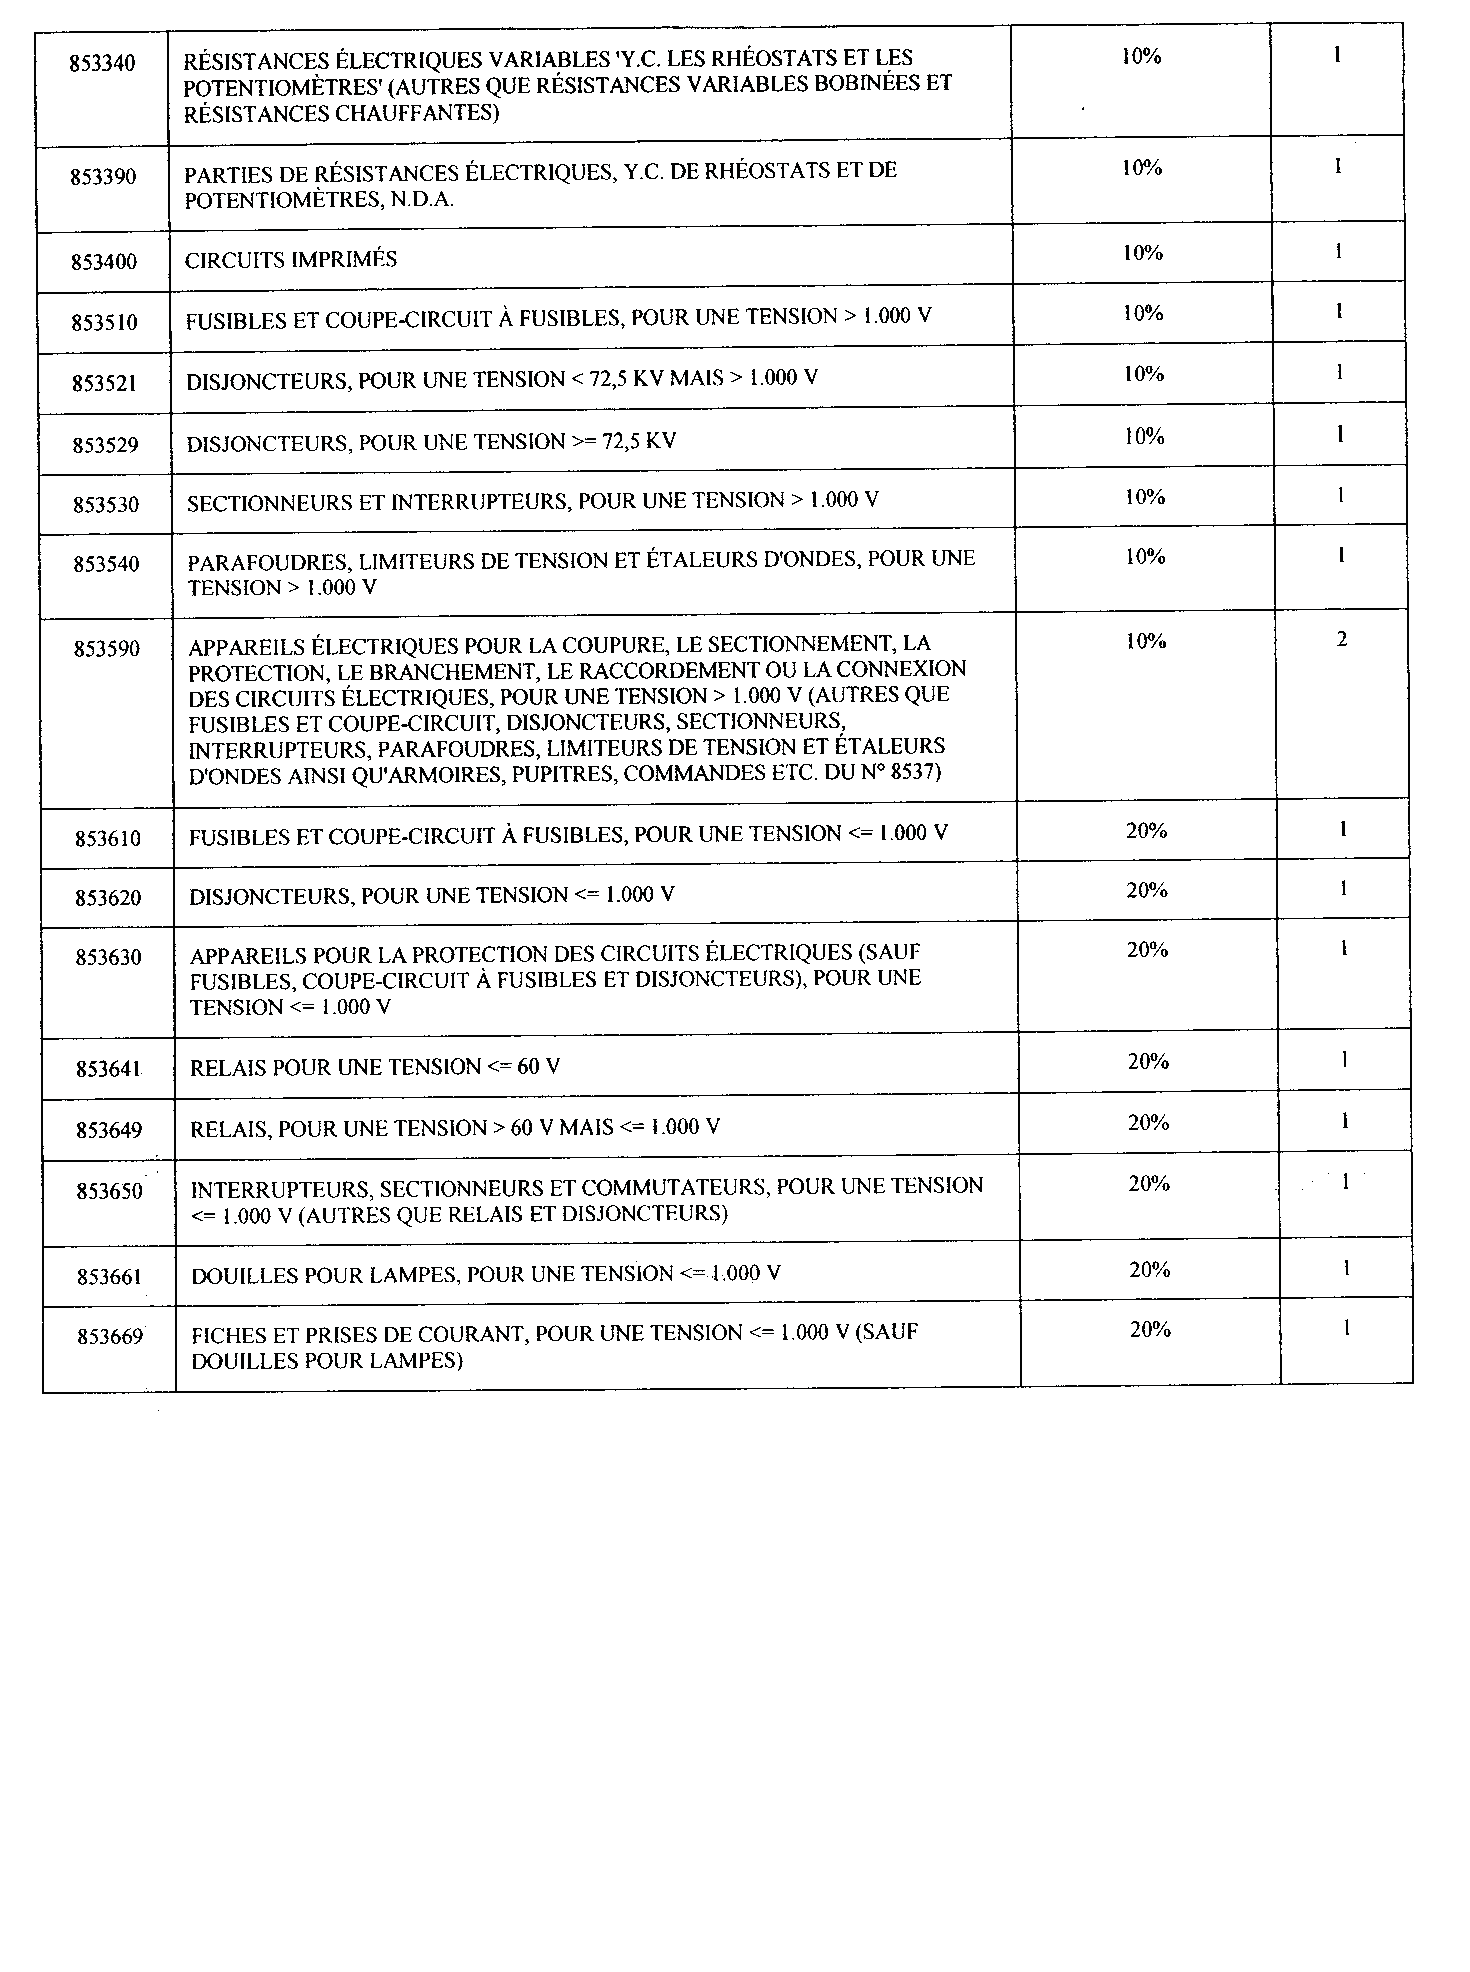 853340 RÉSISTANCES ÉLECTRIQUES VARIABLES 'Y.C. LES RHÉOSTATS ET LES 10% 1
POTENTIOMÈTRES' (AUTRES QUE RÉSISTANCES VARIABLES BOBINÉES ET
RÉSISTANCES CHAUFFANTES)
853390 PARTIES DE RÉSISTANCES ÉLECTRIQUES, Y.C. DE RHÉOSTATS ET DE 10% 1
POTENTIOMÈTRES, N.D.A.
853400 CIRCUITS IMPRIMÉS 10% 1
853510 FUSIBLES ET COUPE-CIRCUIT À FUSIBLES, POUR UNE TENSION > 1.000 V 10% 1
853521 DISJONCTEURS, POUR UNE TENSION < 72,5 KV MAIS > 1.000 V 10% 1
853529 DISJONCTEURS, POUR UNE TENSION >= 72,5 KV 10% 1
853530 SECTIONNEURS ET INTERRUPTEURS, POUR UNE TENSION > 1.000 V 10% 1
853540 PARAFOUDRES, LIMITEURS DE TENSION ET ÉTALEURS D'ONDES, POUR UNE 10% 1
TENSION > 1.000 V
853590 APPAREILS ÉLECTRIQUES POUR LA COUPURE, LE SECTIONNEMENT, LA 10% 2
PROTECTION, LE BRANCHEMENT, LE RACCORDEMENT OU LA CONNEXION
DES CIRCUITS ÉLECTRIQUES, POUR UNE TENSION > 1.000 V (AUTRES QUE
FUSIBLES ET COUPE-CIRCUIT, DISJONCTEURS, SECTIONNEURS,
INTERRUPTEURS, PARAFOUDRES, LIMITEURS DE TENSION ET ÉTALEURS
D'ONDES AINSI QU'ARMOIRES, PUPITRES, COMMANDES ETC. DU N° 8537)
853610 FUSIBLES ET COUPE-CIRCUIT À FUSIBLES, POUR UNE TENSION <= 1.000 V 20% 1
853620 DISJONCTEURS, POUR UNE TENSION <= 1.000 V 20% 1
853630 APPAREILS POUR LA PROTECTION DES CIRCUITS ÉLECTRIQUES (SAUF 20% 1
FUSIBLES, COUPE-CIRCUIT À FUSIBLES ET DISJONCTEURS), POUR UNE
TENSION <= 1.000 V
853641 RELAIS POUR UNE TENSION <= 60 V 20% 1
853649 RELAIS, POUR UNE TENSION > 60 V MAIS <= 1.000 V 20% 1
853650 INTERRUPTEURS, SECTIONNEURS ET COMMUTATEURS, POUR UNE TENSION 20% 1
<= 1.000 V (AUTRES QUE RELAIS ET DISJONCTEURS)
853661 DOUILLES POUR LAMPES, POUR UNE TENSION <= 1.000 V 20% 1
853669 FICHES ET PRISES DE COURANT, POUR UNE TENSION <= 1.000 V (SAUF 20% 1
DOUILLES POUR LAMPES)